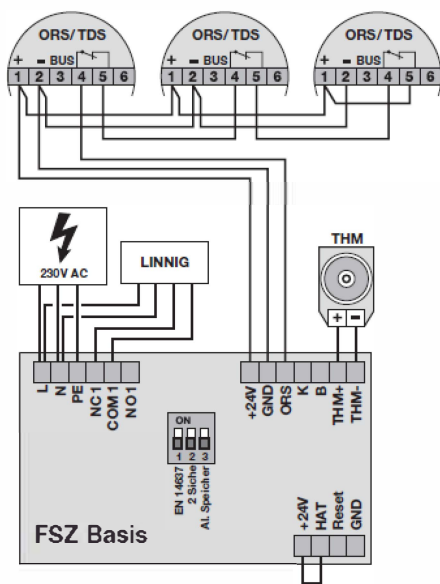 ORS/TDS
+ - BUS
1 2 3 4 5 6
ORS/TDS
+ - BUS
1 2 3 4 5 6
ORS/TDS
+ - BUS
1 2 3 4 5 6
230V AC
LINNIG
THM
+ -
L
N
PE
NC1
COM1
NO1
+24V
GND
ORS
K
B
THM+
THM-
ON
1 2 3
EN 14637
2 Siche
Al. Speicher
FSZ Basis
+24V
HAT
Reset
GND